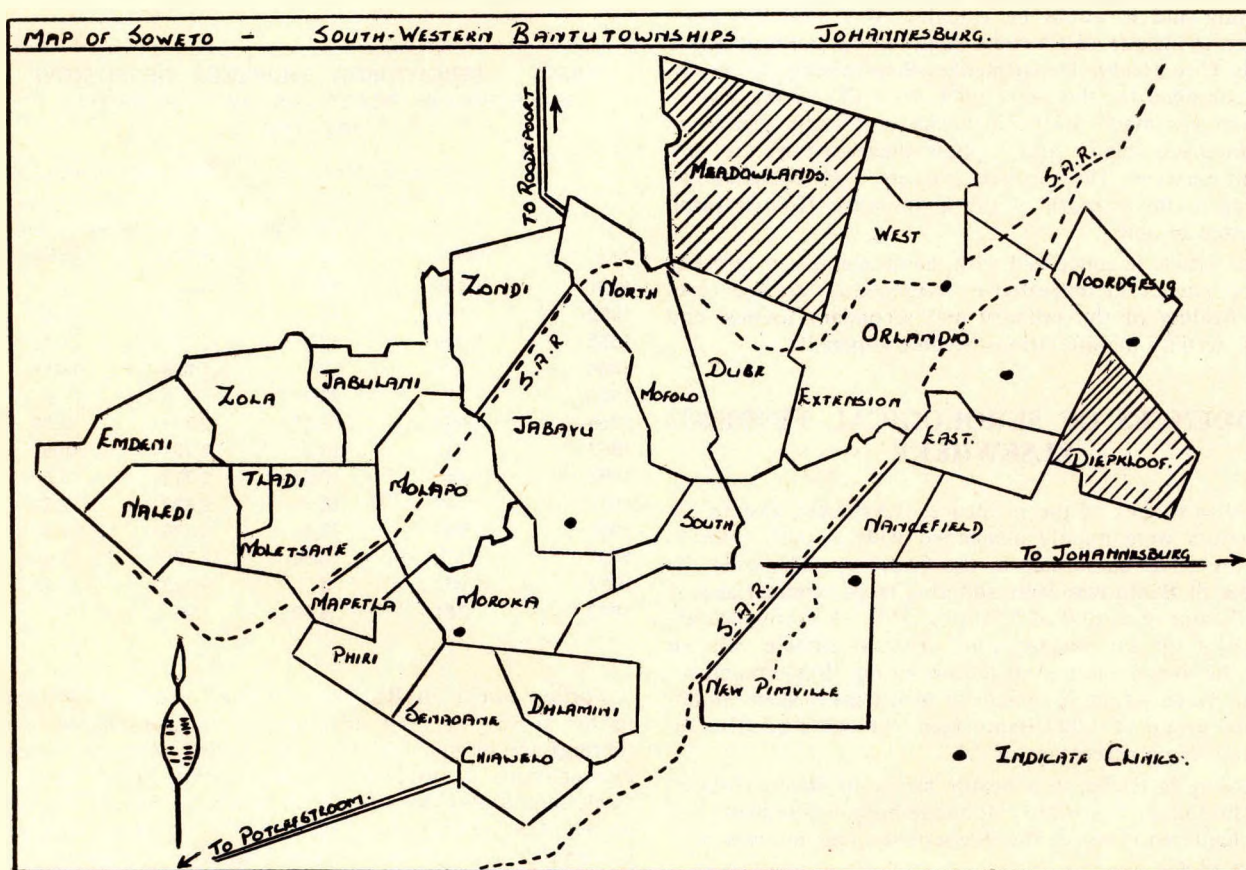 MAP OF SOWETO - SOUTH-WESTERN BANTUTOWNSHIPS JOHANNESBURG.
TO ROODEPOORT
MEADOWLANDS.
S.A.R.
WEST
NOORDGESIG
ZONDI
NORTH
ORLANDO.
S.A.R
DUBE
MOFOLO
EXTENSION
JABULANI
ZOLA
JABAVU
EMDENI
EAST.
DIEPKLOOF.
TLADI
MOLAPO
NALEDI
SOUTH
NANCEFIELD
MOLETSANE
TO JOHANNESBURG
MAPETLA
MOROKA
S.A.R.
PHIRI
NEW PIMVILLE
SENAOANE
DHLAMINI
CHIAWELO
INDICATE CLINICS.
TO POTCHEFSTROOM.